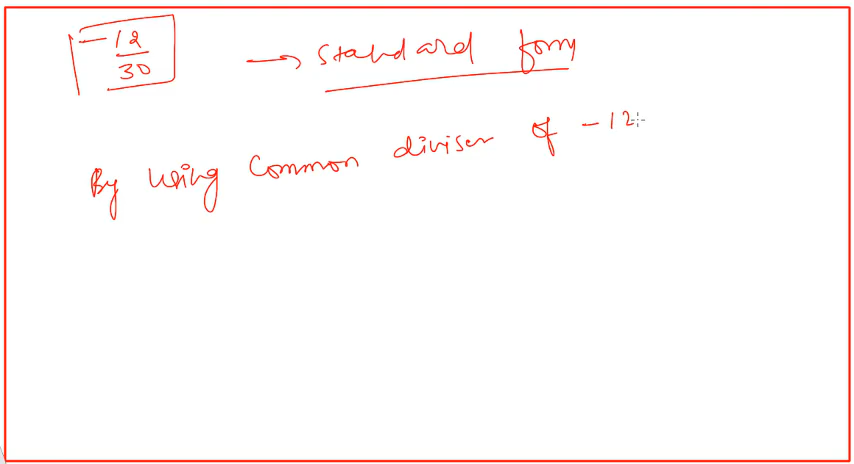 -12/30 → standard form
By using common divisor of -12